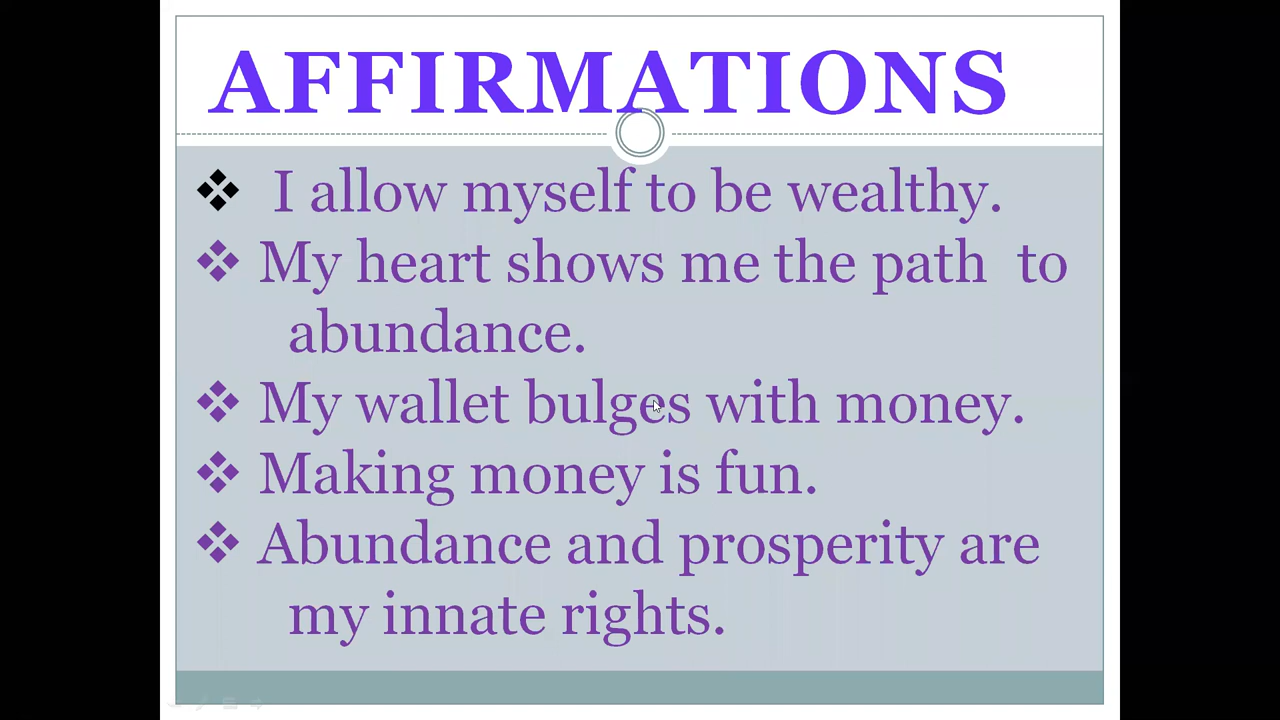 AFFIRMATIONS
❖ I allow myself to be wealthy.
❖ My heart shows me the path to
abundance.
❖ My wallet bulges with money.
❖ Making money is fun.
❖ Abundance and prosperity are
my innate rights.